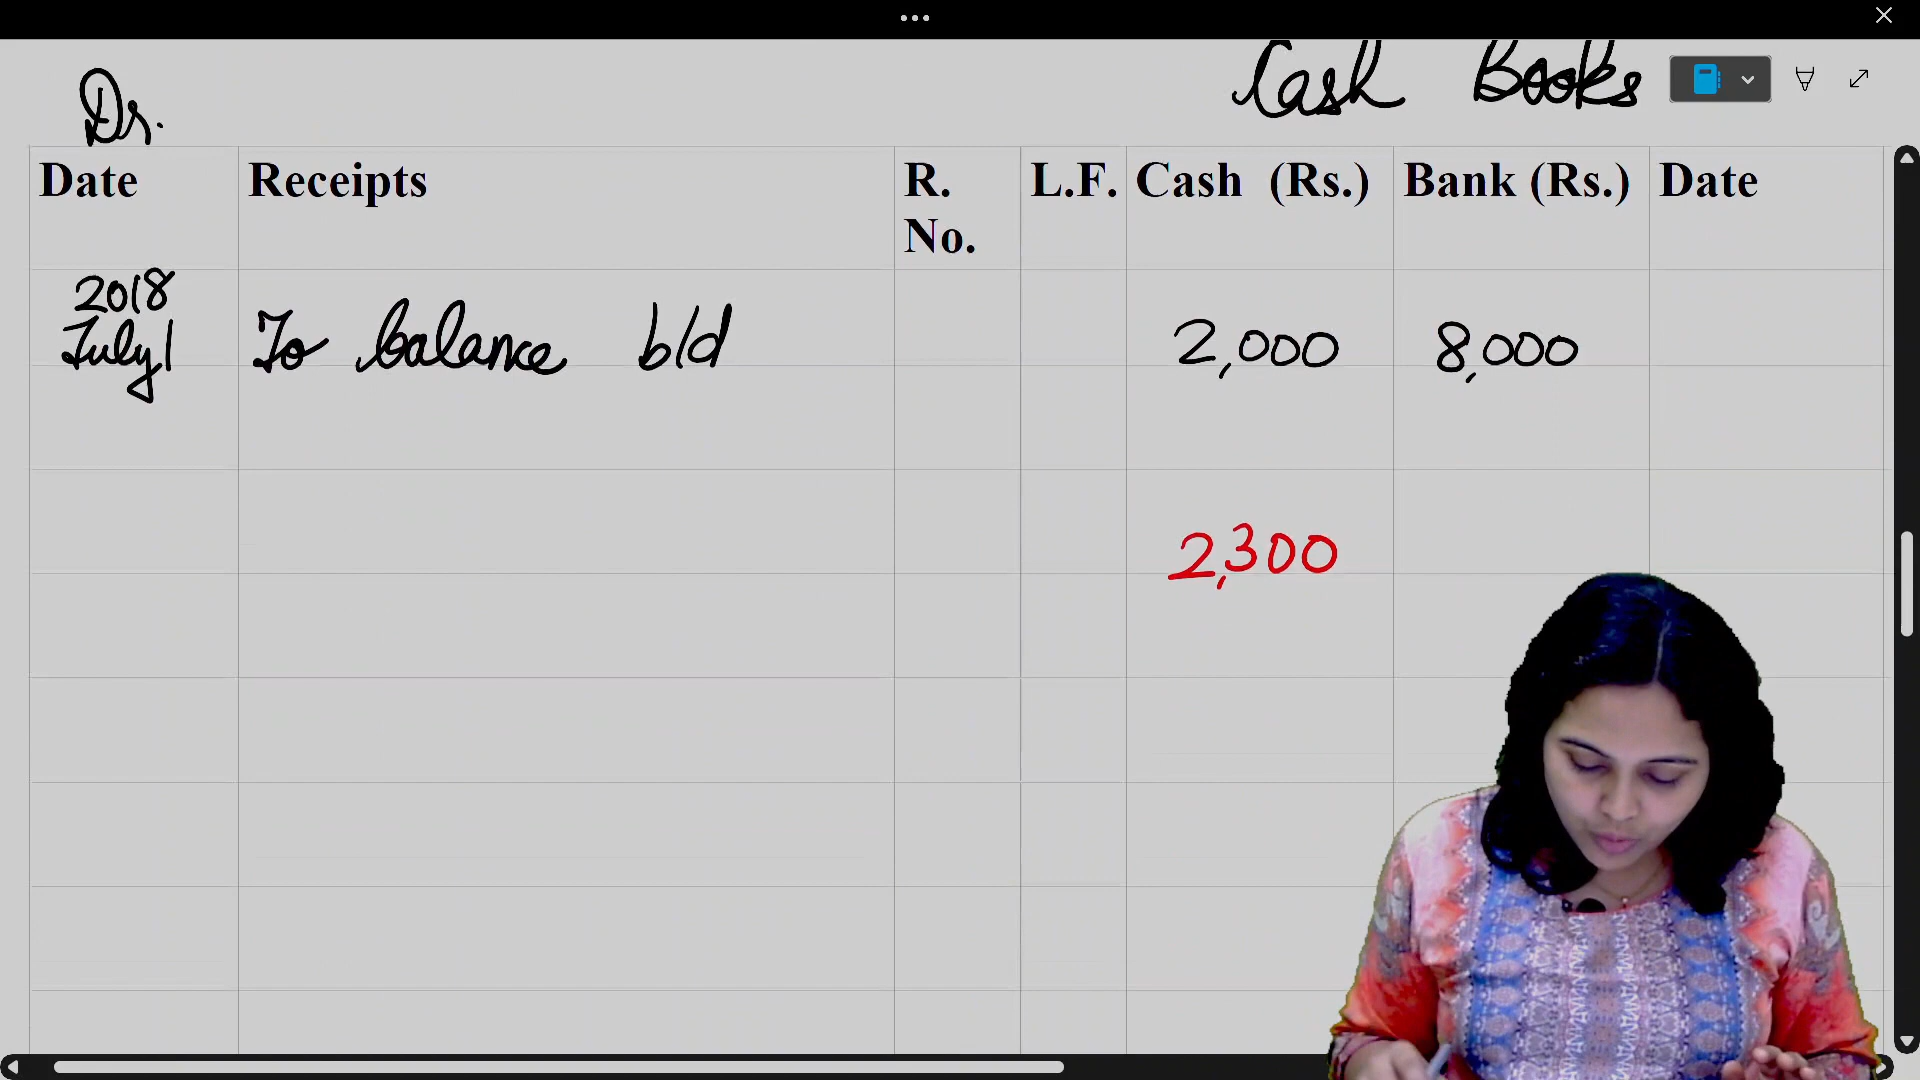 Dr.
Cash Books
Date Receipts R. No. L.F. Cash (Rs.) Bank (Rs.) Date
2018
July 1 To balance b/d 2,000 8,000
2,300